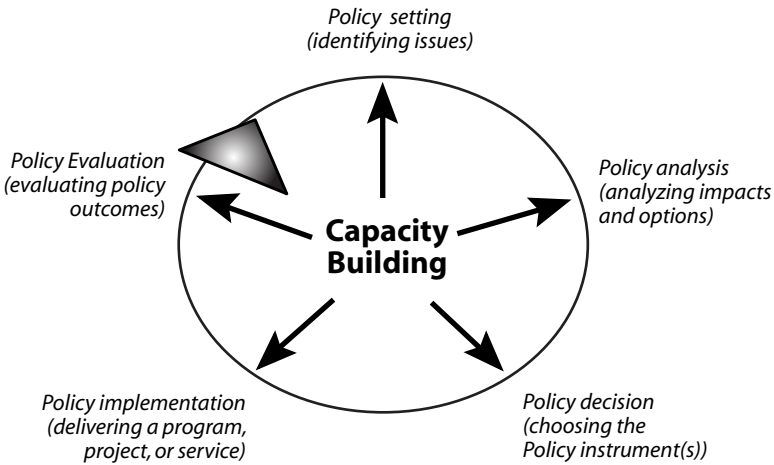 Policy setting
(identifying issues)
Policy Evaluation
(evaluating policy
outcomes)
Policy analysis
(analyzing impacts
and options)
Capacity
Building
Policy implementation
(delivering a program,
project, or service)
Policy decision
(choosing the
Policy instrument(s))